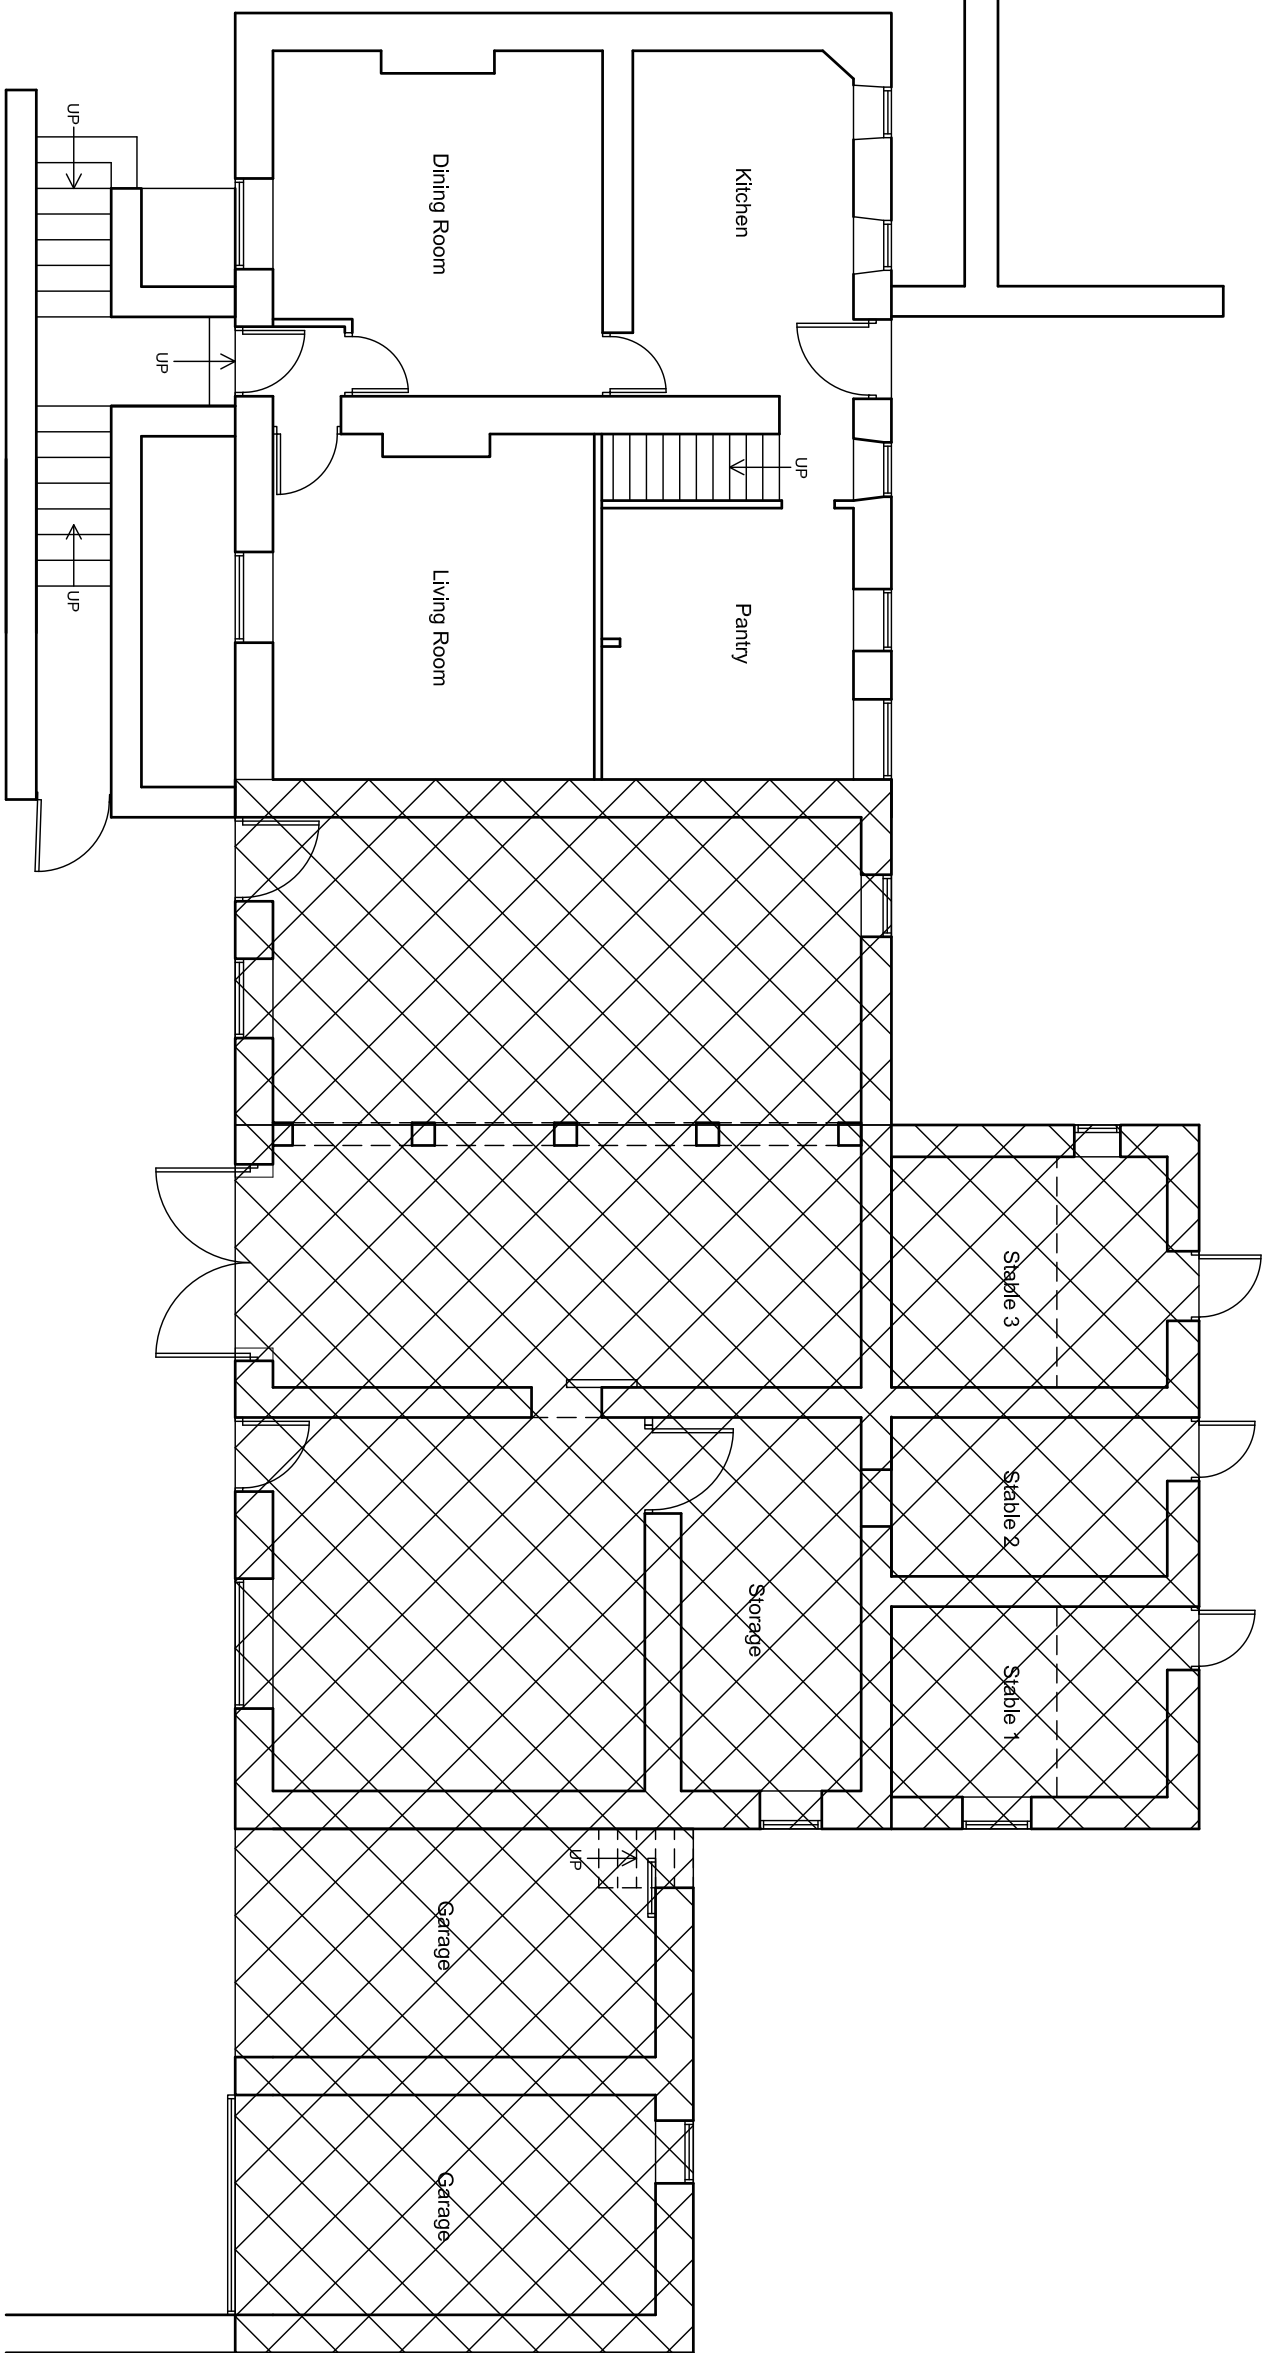 UP
Dining Room
Kitchen
UP
UP
UP
Living Room
Pantry
Stable 3
Stable 2
Storage
Stable 1
UP
Garage
Garage